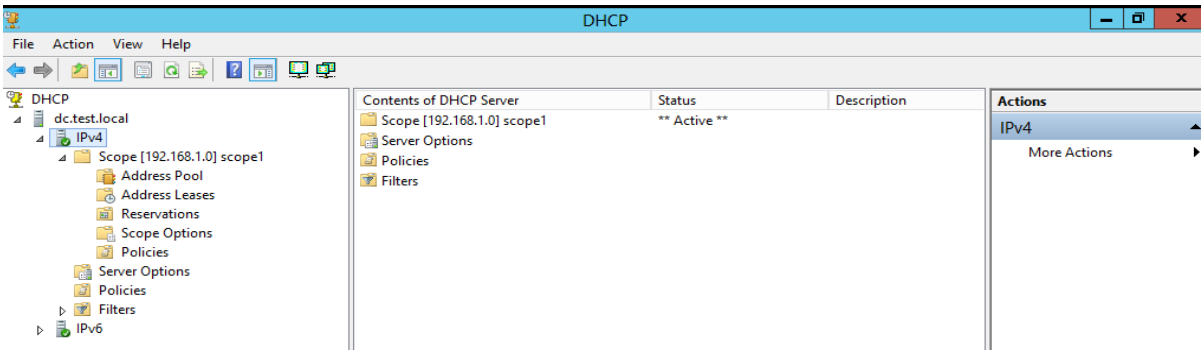 DHCP
File Action View Help
DHCP
dc.test.local
IPv4
Scope [192.168.1.0] scope1
Address Pool
Address Leases
Reservations
Scope Options
Policies
Server Options
Policies
Filters
IPv6
Contents of DHCP Server Status Description
Scope [192.168.1.0] scope1 ** Active **
Server Options
Policies
Filters
Actions
IPv4
More Actions